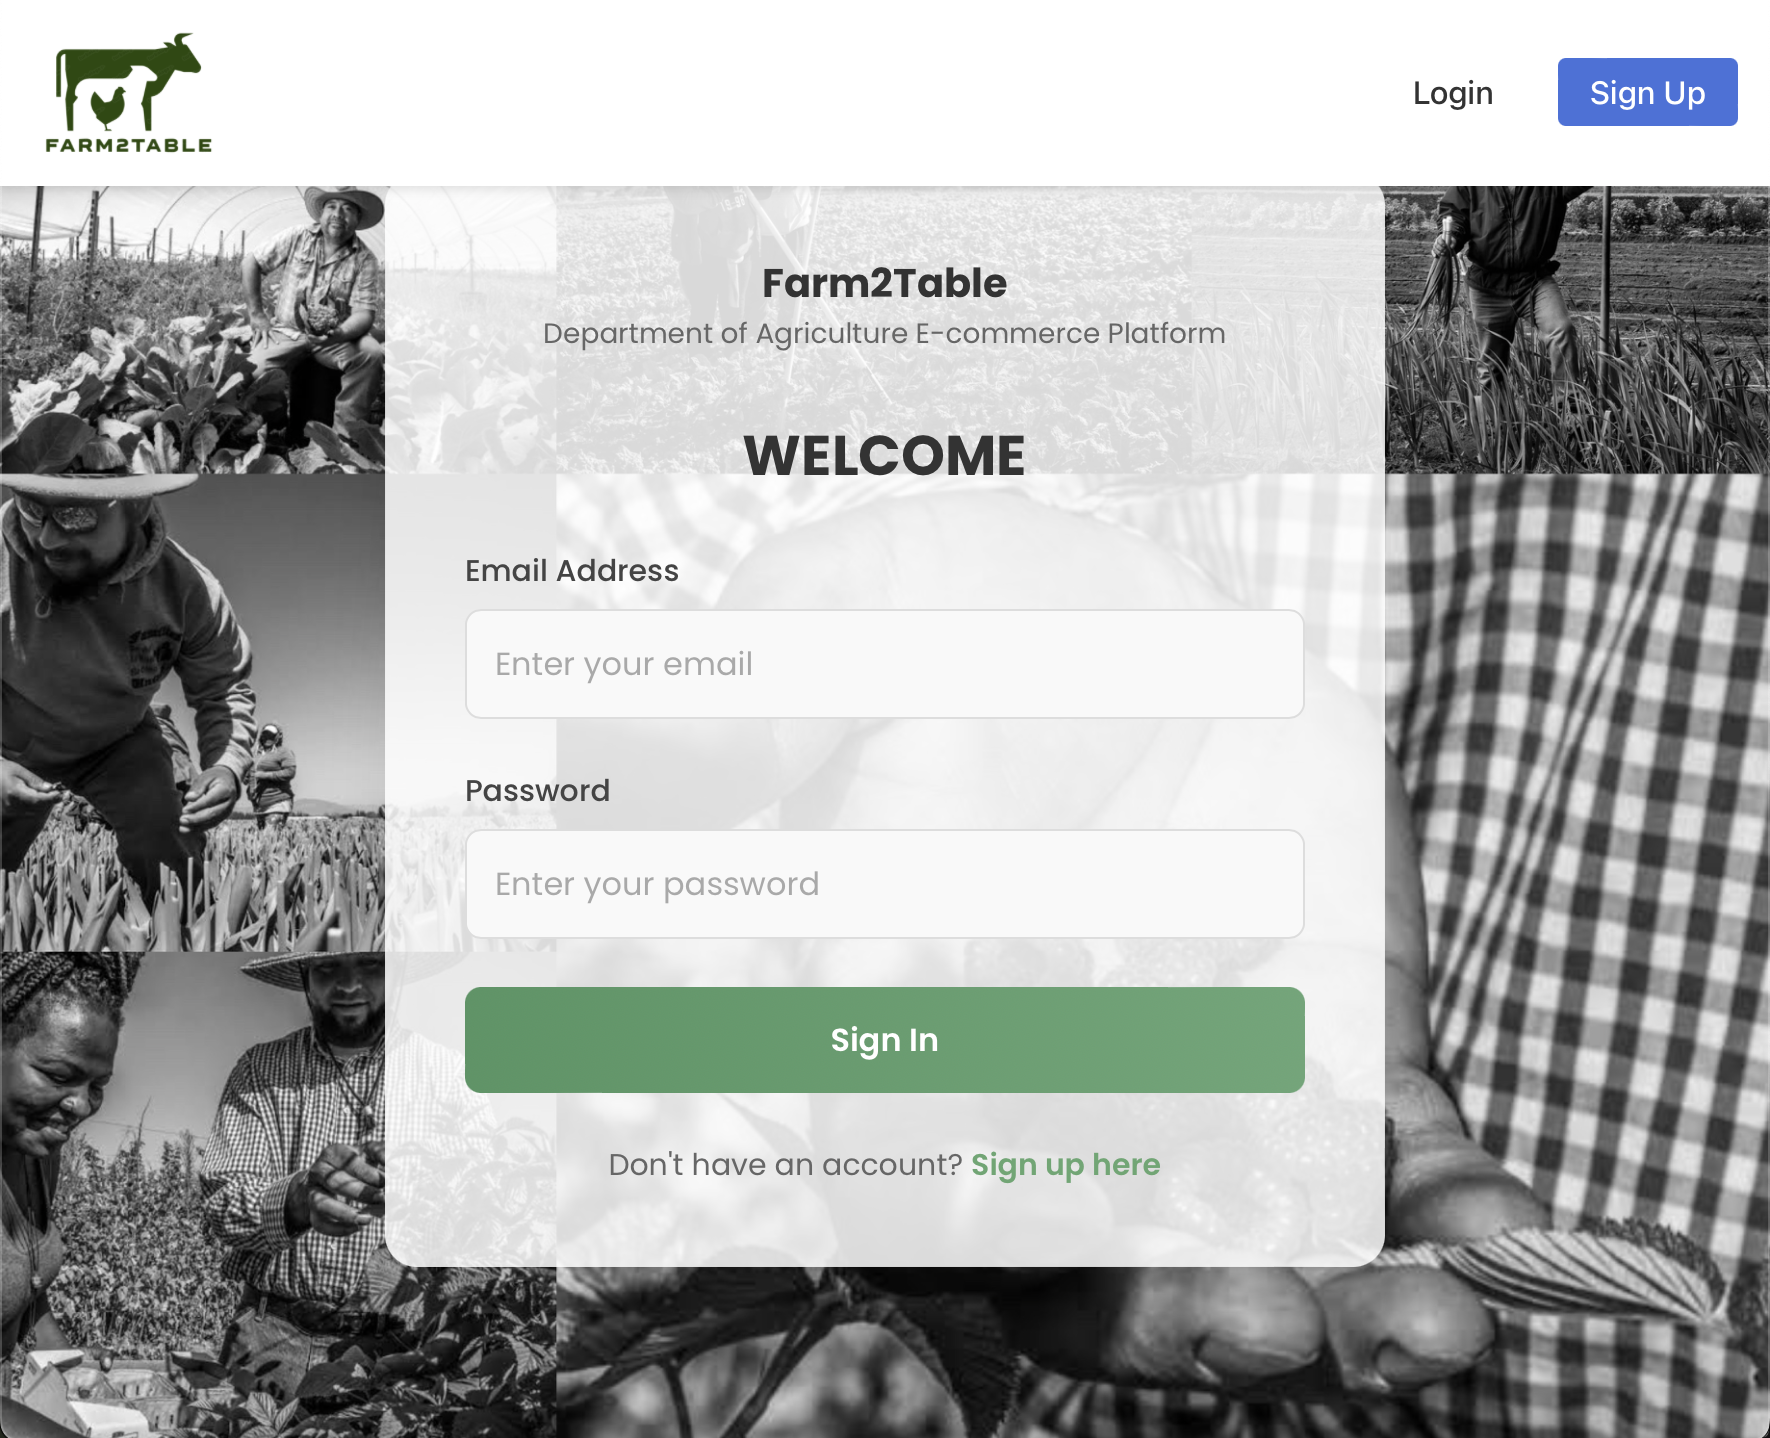 FARM2TABLE
Login
Sign Up
Farm2Table
Department of Agriculture E-commerce Platform
WELCOME
Email Address
Enter your email
Password
Enter your password
Sign In
Don't have an account? Sign up here